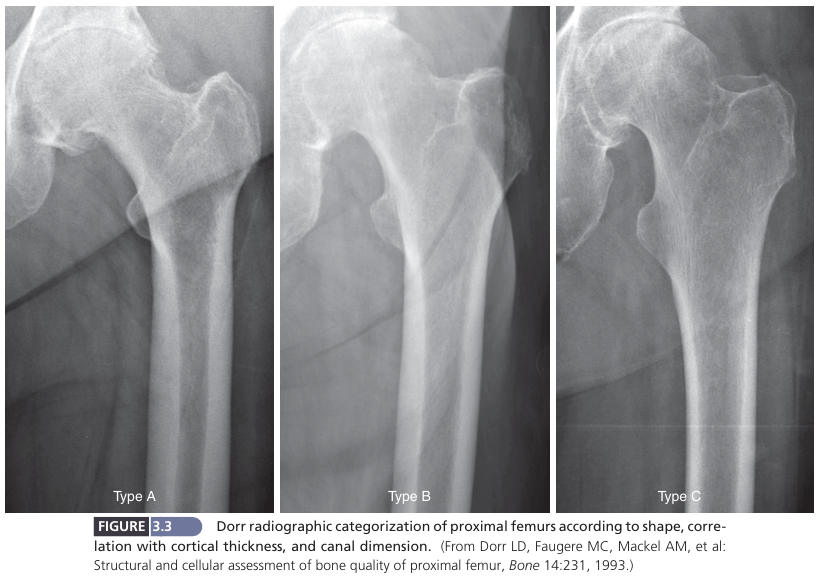 Type A
Type B
Type C
FIGURE 3.3 Dorr radiographic categorization of proximal femurs according to shape, corre-
lation with cortical thickness, and canal dimension. (From Dorr LD, Faugere MC, Mackel AM, et al:
Structural and cellular assessment of bone quality of proximal femur, Bone 14:231, 1993.)